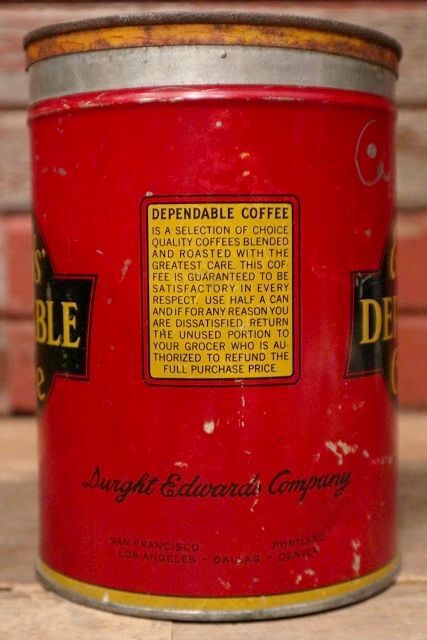 DEPENDABLE COFFEE
IS A SELECTION OF CHOICE
QUALITY COFFEES BLENDED
AND ROASTED WITH THE
GREATEST CARE. THIS COF-
FEE IS GUARANTEED TO BE
SATISFACTORY IN EVERY
RESPECT. USE HALF A CAN
AND IF FOR ANY REASON YOU
ARE DISSATISFIED, RETURN
THE UNUSED PORTION TO
YOUR GROCER WHO IS AU-
THORIZED TO REFUND THE
FULL PURCHASE PRICE.
S'
BLE
e
DE
Dwight Edwards Company
SAN FRANCISCO PORTLAND
LOS ANGELES - DALLAS - DENVER